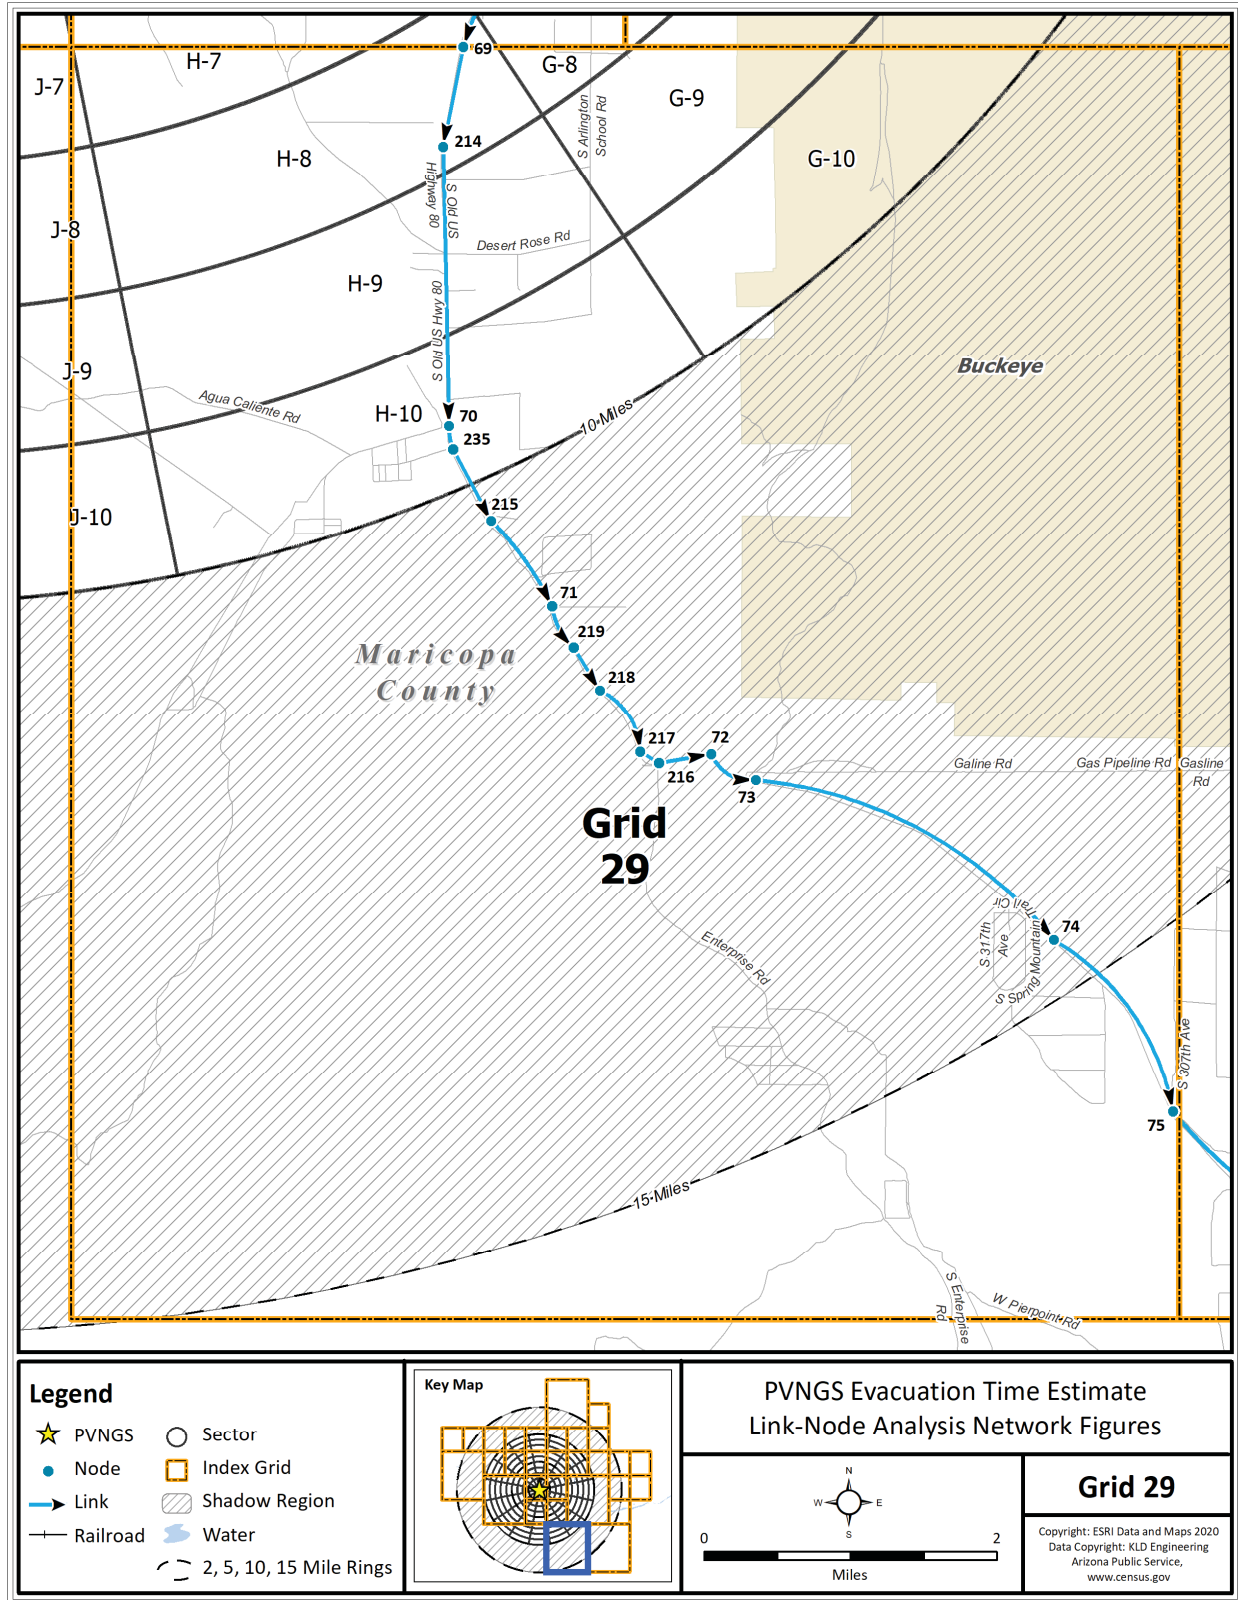 69
H-7
G-8
J-7
G-9
S Arlington
School Rd
214
H-8
G-10
Highway 80
S Old US
J-8
Desert Rose Rd
H-9
S Old US Hwy 80
Buckeye
J-9
Agua Caliente Rd
H-10
70
10 Miles
235
215
J-10
71
219
Maricopa
County
218
217
72
216
73
Galine Rd
Gas Pipeline Rd
Gasline
Rd
Grid
29
74
S 317th
Ave
S Spring Mountain
Trail Cir
Enterprise Rd
S 307th Ave
75
15 Miles
S Enterprise
Rd
W Pierpoint Rd
Legend
PVNGS
Sector
Node
Index Grid
Link
Shadow Region
Railroad
Water
2, 5, 10, 15 Mile Rings
Key Map
PVNGS Evacuation Time Estimate
Link-Node Analysis Network Figures
N
W
E
S
0
2
Miles
Grid 29
Copyright: ESRI Data and Maps 2020
Data Copyright: KLD Engineering
Arizona Public Service,
www.census.gov